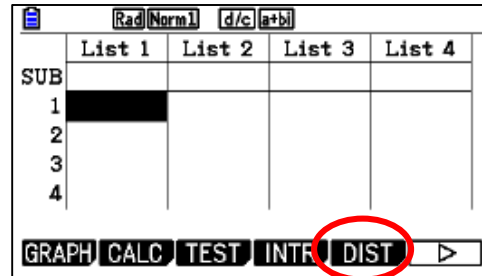 Rad Norm1 d/c a+bi
List 1 List 2 List 3 List 4
SUB
1
2
3
4
GRAPH CALC TEST INTR DIST ▷